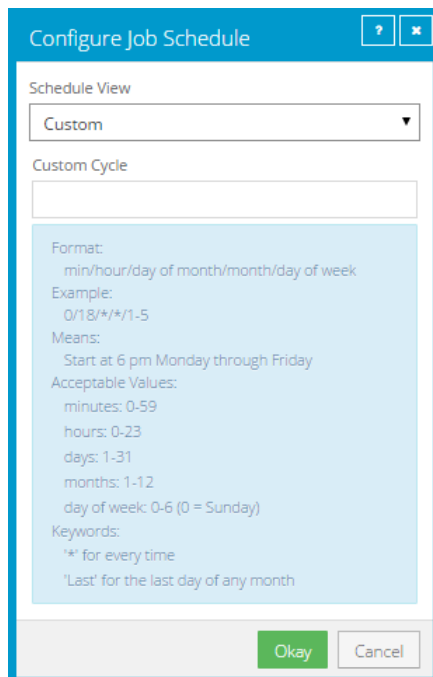 Configure Job Schedule
?
×
Schedule View
Custom
Custom Cycle
Format:
min/hour/day of month/month/day of week
Example:
0/18/*/*/1-5
Means:
Start at 6 pm Monday through Friday
Acceptable Values:
minutes: 0-59
hours: 0-23
days: 1-31
months: 1-12
day of week: 0-6 (0 = Sunday)
Keywords:
'*' for every time
'Last' for the last day of any month
Okay
Cancel